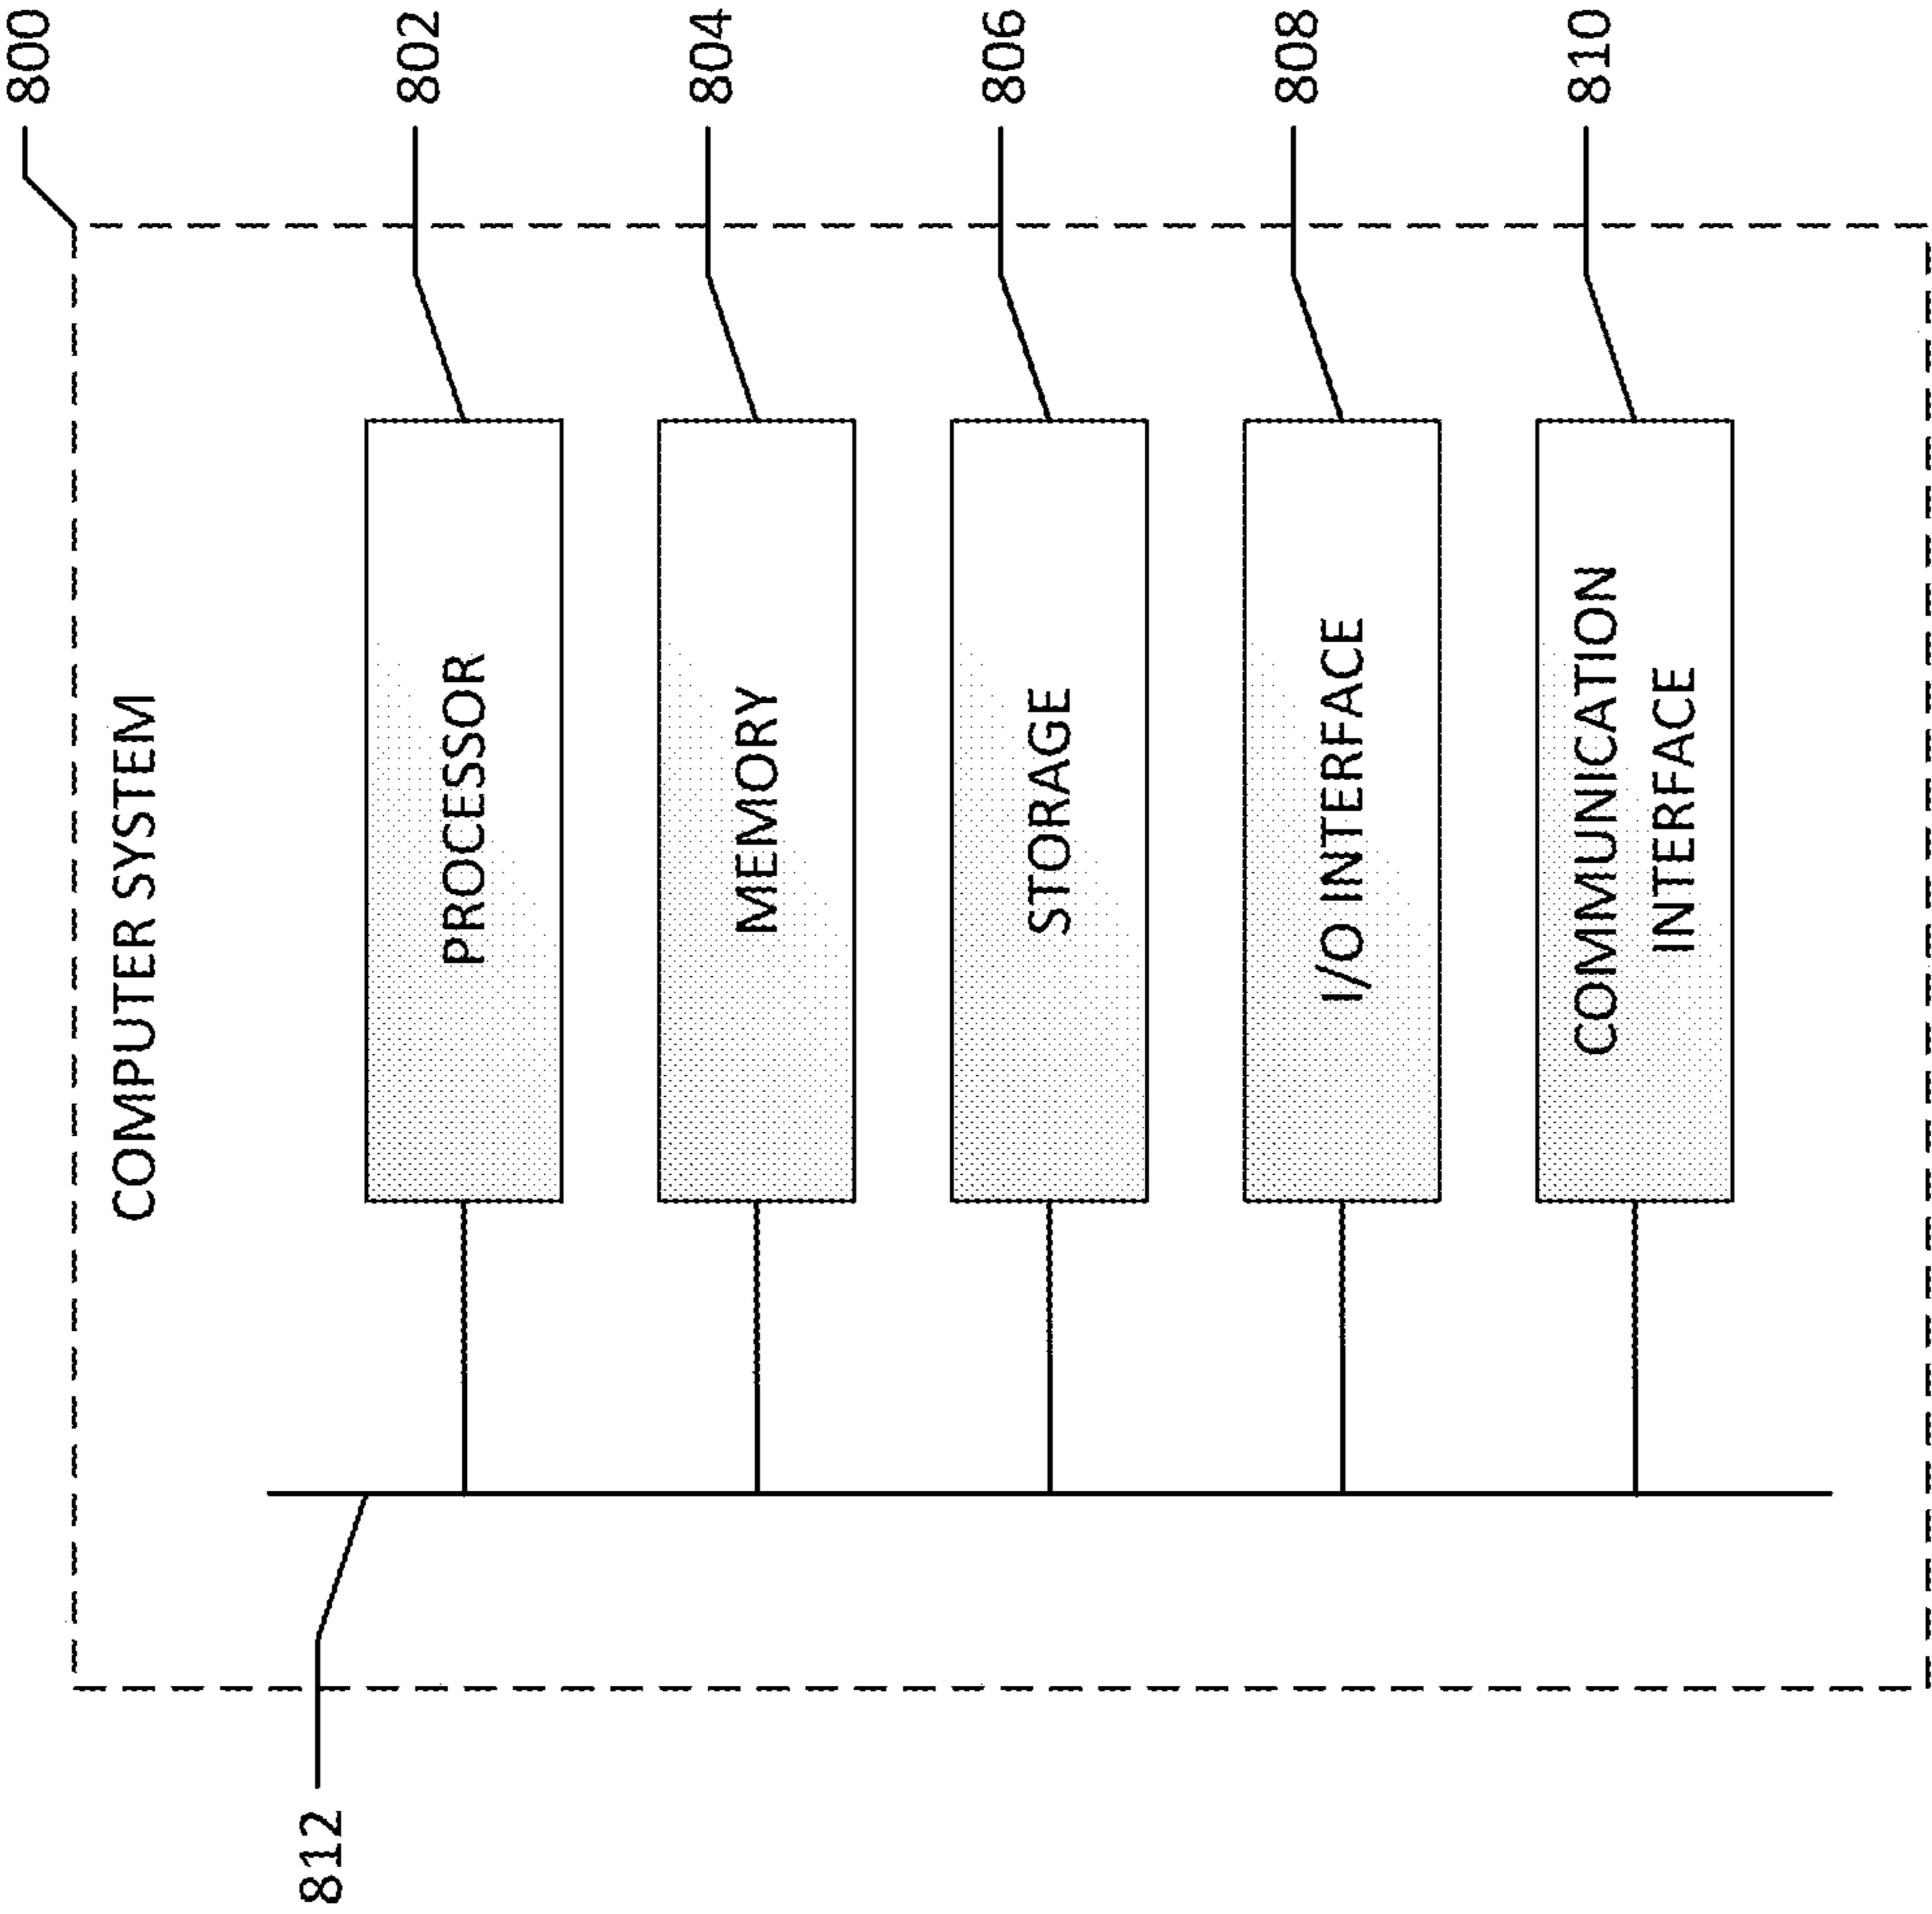 800
COMPUTER SYSTEM
812
PROCESSOR
802
MEMORY
804
STORAGE
806
I/O INTERFACE
808
COMMUNICATION
INTERFACE
810